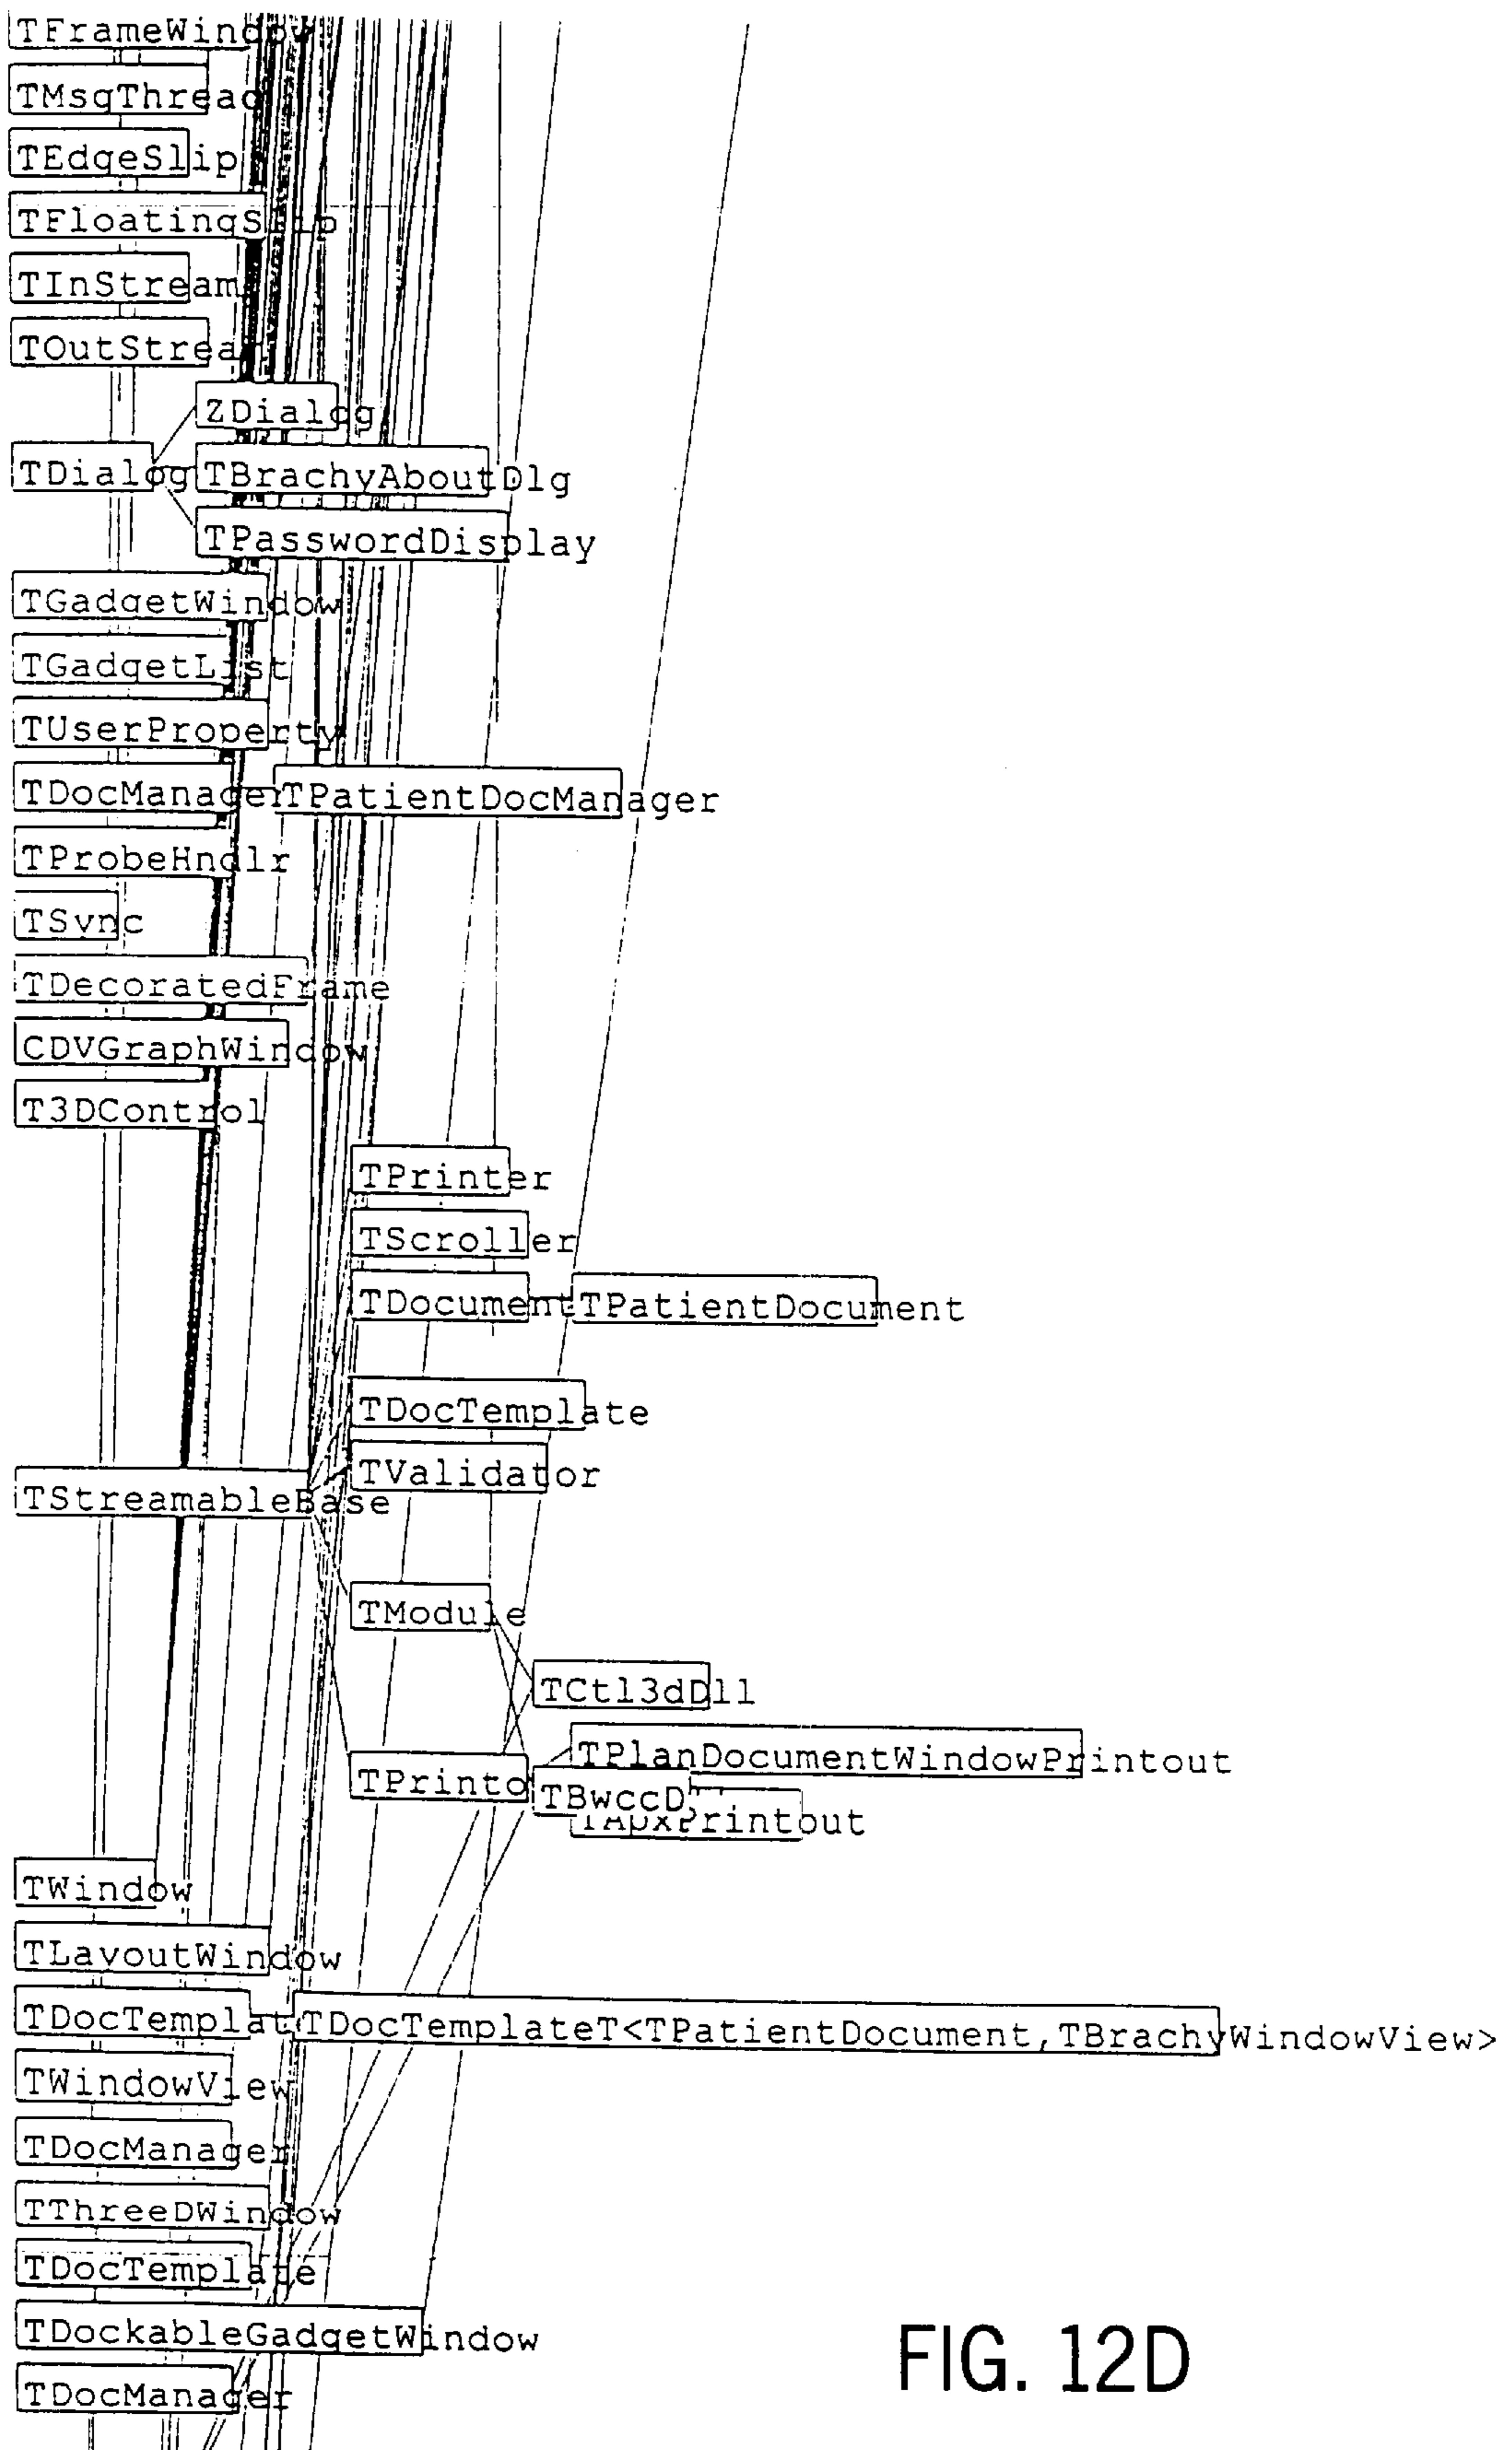 TFrameWindow
TMsgThread
TEdgeSlip
TFloatingSlip
TInStream
TOutStream
ZDialog
TDialog TBrachyAboutDlg
TPasswordDisplay
TGadgetWindow
TGadgetList
TUserProperty
TDocManager TPatientDocManager
TProbeHndlr
TSync
TDecoratedFrame
CDVGraphWindow
T3DControl
TPrinter
TScroller
TDocument TPatientDocument
TDocTemplate
TValidator
TStreamableBase
TModule
TCtl3dDll
TPlanDocumentWindowPrintout
TPrinto
TBwccD
TApxPrintout
TWindow
TLayoutWindow
TDocTemplat TDocTemplateT<TPatientDocument,TBrachyWindowView>
TWindowView
TDocManager
TThreeDWindow
TDocTemplate
TDockableGadgetWindow
TDocManager
FIG. 12D